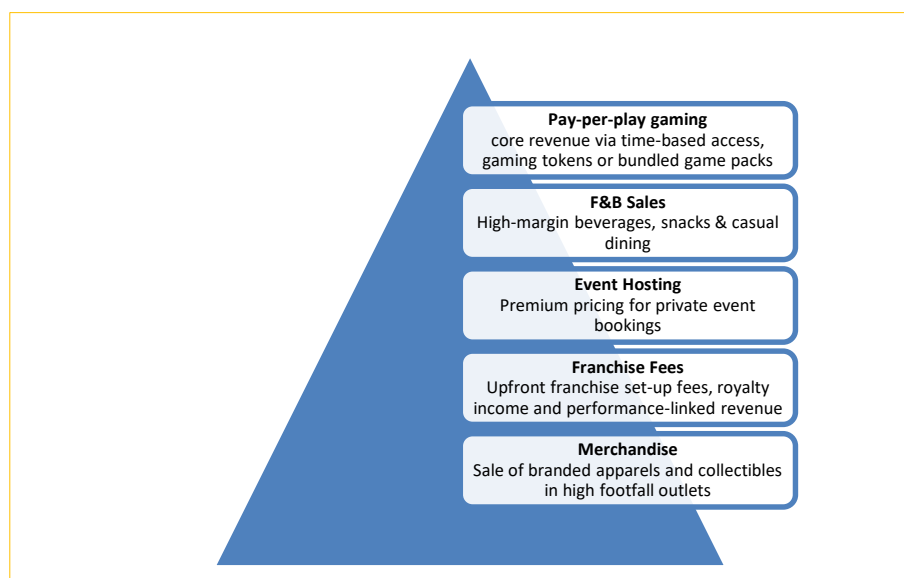 Pay-per-play gaming
core revenue via time-based access,
gaming tokens or bundled game packs
F&B Sales
High-margin beverages, snacks & casual
dining
Event Hosting
Premium pricing for private event
bookings
Franchise Fees
Upfront franchise set-up fees, royalty
income and performance-linked revenue
Merchandise
Sale of branded apparels and collectibles
in high footfall outlets